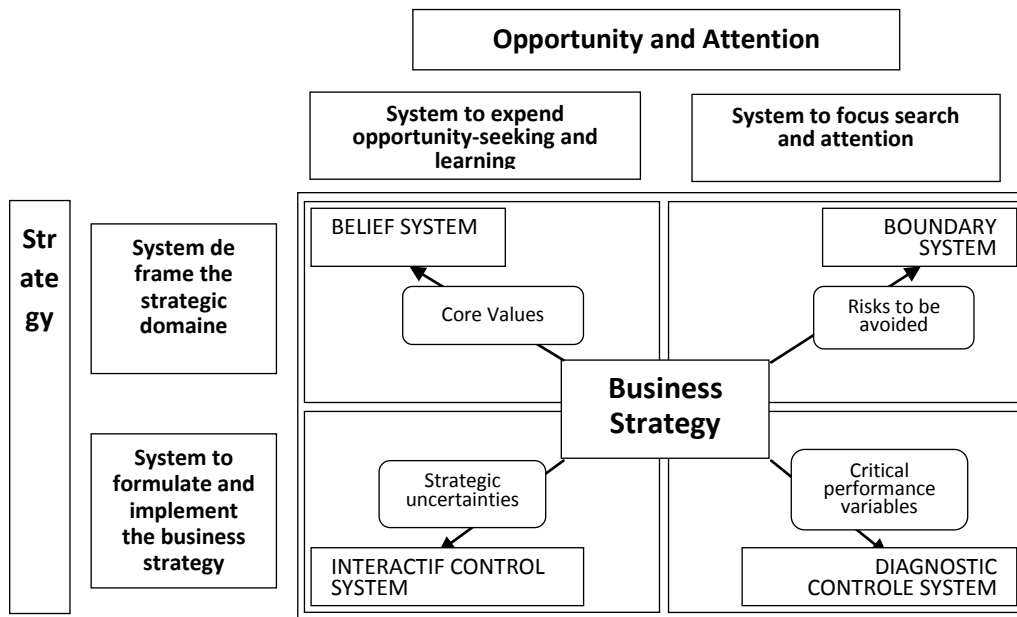 Opportunity and Attention
System to expend
opportunity-seeking and
learning
System to focus search
and attention
Str
ate
gy
System de
frame the
strategic
domaine
BELIEF SYSTEM
BOUNDARY
SYSTEM
Core Values
Risks to be
avoided
Business
Strategy
System to
formulate and
implement
the business
strategy
Strategic
uncertainties
Critical
performance
variables
INTERACTIF CONTROL
SYSTEM
DIAGNOSTIC
CONTROLE SYSTEM